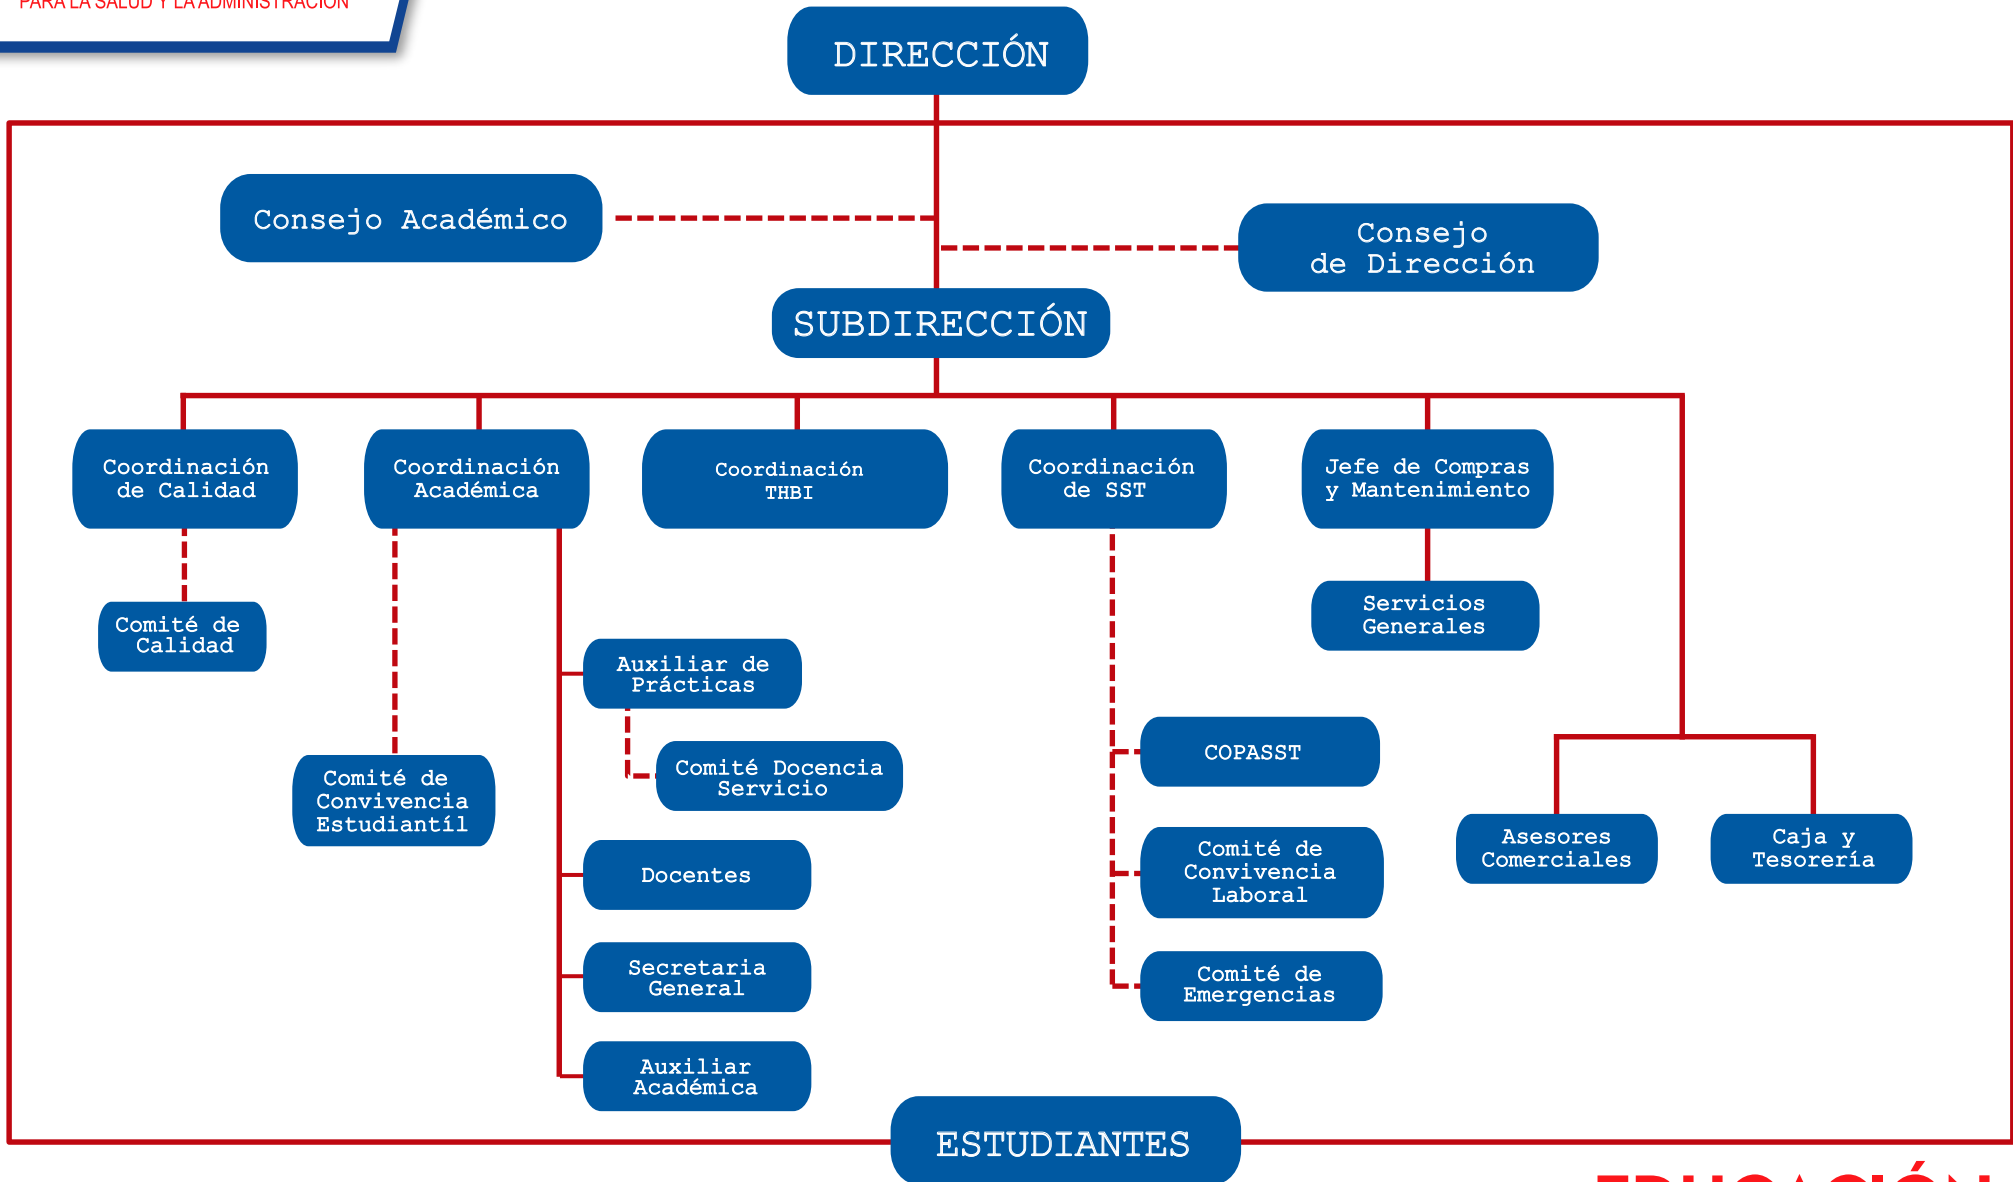 PARA LA SALUD Y LA ADMINISTRACIÓN
DIRECCIÓN
Consejo Académico
Consejo
de Dirección
SUBDIRECCIÓN
Coordinación
de Calidad
Coordinación
Académica
Coordinación
THBI
Coordinación
de SST
Jefe de Compras
y Mantenimiento
Comité de
Calidad
Servicios
Generales
Auxiliar de
Prácticas
Comité Docencia
Servicio
Comité de
Convivencia
Estudiantíl
COPASST
Asesores
Comerciales
Caja y
Tesorería
Comité de
Convivencia
Laboral
Docentes
Secretaria
General
Comité de
Emergencias
Auxiliar
Académica
ESTUDIANTES
EDUCACIÓN